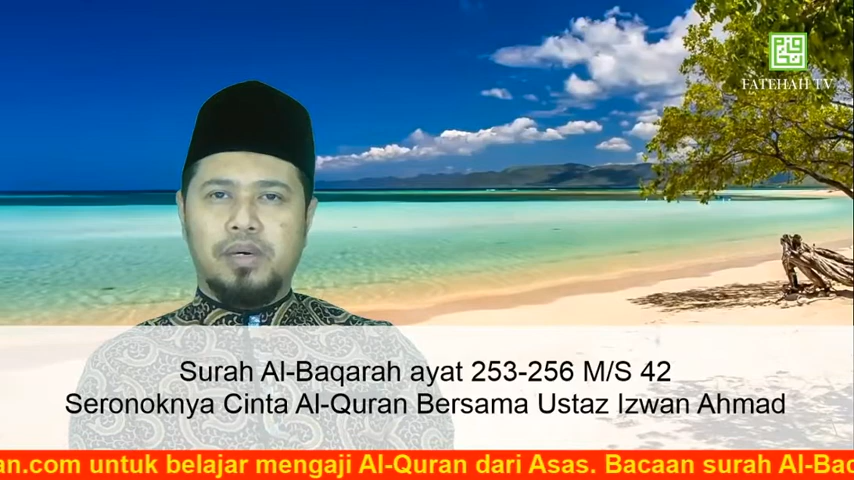 FATEHAH TV
Surah Al-Baqarah ayat 253-256 M/S 42
Seronoknya Cinta Al-Quran Bersama Ustaz Izwan Ahmad
an.com untuk belajar mengaji Al-Quran dari Asas. Bacaan surah Al-Baq